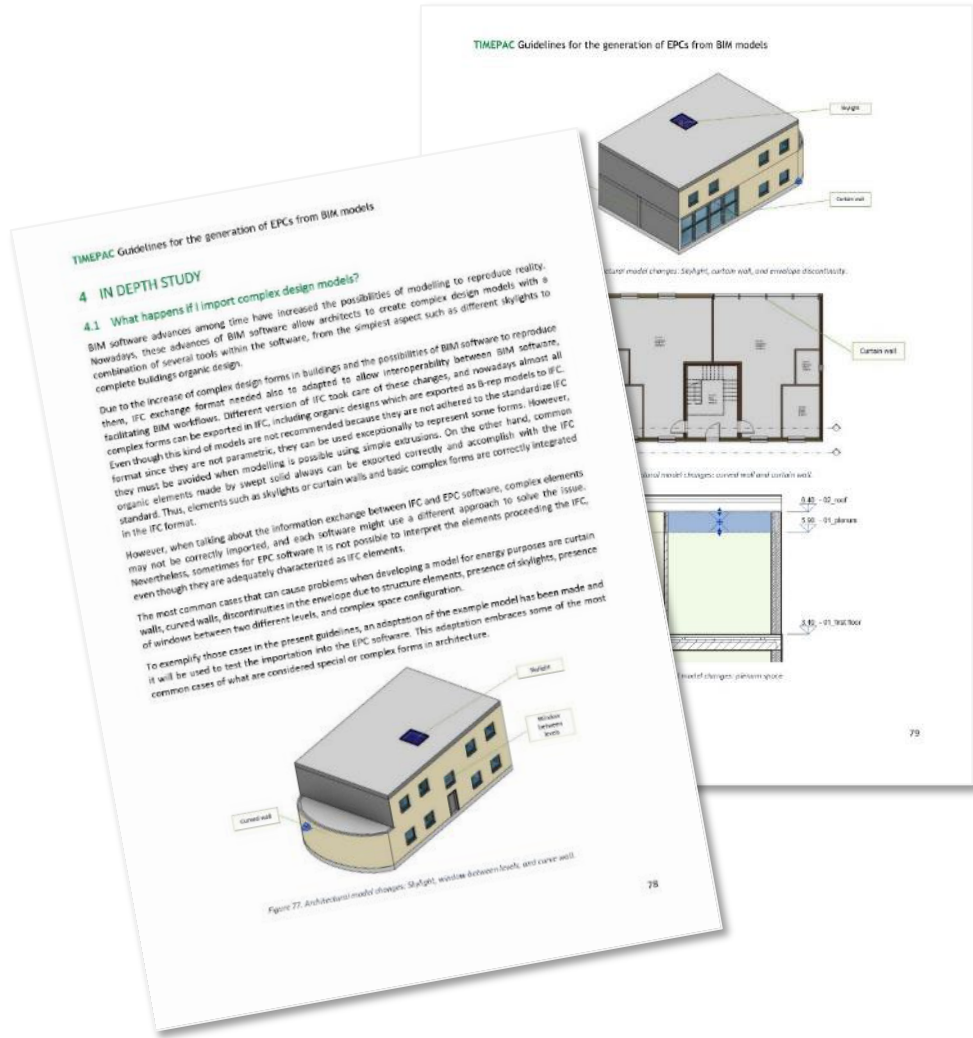 TIMEPAC Guidelines for the generation of EPCs from BIM models
4 IN DEPTH STUDY
4.1 What happens if I import complex design models?
BIM software advances among time have increased the possibilities of modelling to reproduce reality.
Nowadays, these advances of BIM software allow architects to create complex design models with a
combination of several tools within the software, from the simplest aspect such as different skylights to
complete buildings organic design.
Due to the increase of complex design forms in buildings and the possibilities of BIM software to reproduce
them, IFC exchange format needed also to adapted to allow interoperability between BIM software,
facilitating BIM workflows. Different version of IFC took care of these changes, and nowadays almost all
complex forms can be exported in IFC, including organic designs which are exported as B-rep models to IFC.
Even though this kind of models are not recommended because they are not adhered to the standardize IFC
format since they are not parametric, they can be used exceptionally to represent some forms. However,
they must be avoided when modelling is possible using simple extrusions. On the other hand, common
organic elements made by swept solid always can be exported correctly and accomplish with the IFC
standard. Thus, elements such as skylights or curtain walls and basic complex forms are correctly integrated
in the IFC format.
However, when talking about the information exchange between IFC and EPC software, complex elements
may not be correctly imported, and each software might use a different approach to solve the issue.
Nevertheless, sometimes for EPC software it is not possible to interpret the elements proceeding the IFC,
even though they are adequately characterized as IFC elements.
The most common cases that can cause problems when developing a model for energy purposes are curtain
walls, curved walls, discontinuities in the envelope due to structure elements, presence of skylights, presence
of windows between two different levels, and complex space configuration.
To exemplify those cases in the present guidelines, an adaptation of the example model has been made and
it will be used to test the importation into the EPC software. This adaptation embraces some of the most
common cases of what are considered special or complex forms in architecture.
Skylight
Window
between
levels
Curved wall
Figure 77. Architectural model changes: Skylight, window between levels, and curve wall.
78
TIMEPAC Guidelines for the generation of EPCs from BIM models
Skylight
Curtain wall
tural model changes: Skylight, curtain wall, and envelope discontinuity.
Curtain wall
tural model changes: curved wall and curtain wall.
02_roof
01_plenum
01_first floor
model changes: plenum space
79